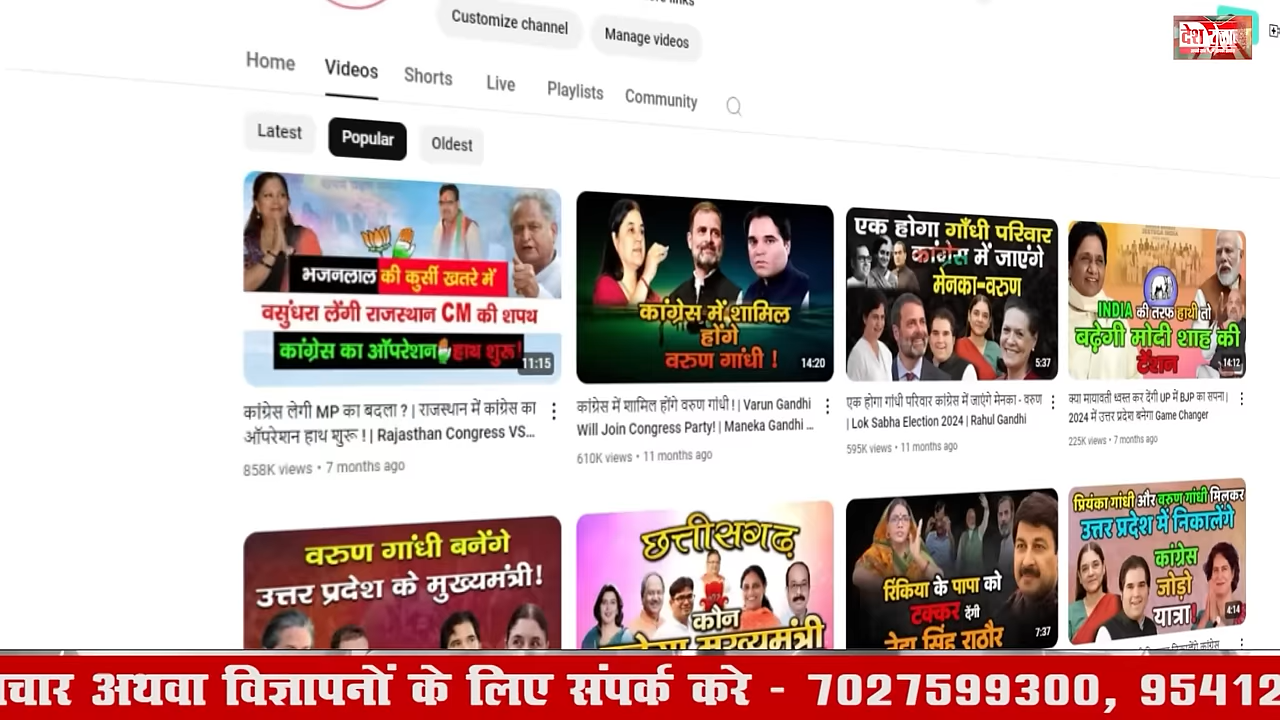 Customize channel
Manage videos
Home
Videos
Shorts
Live
Playlists
Community
Latest
Popular
Oldest
भजनलाल की कुर्सी खतरे में
वसुंधरा लेंगी राजस्थान CM की शपथ
कांग्रेस का ऑपरेशन हाथ शुरू!
11:15
कांग्रेस लेगी MP का बदला ? | राजस्थान में कांग्रेस का
ऑपरेशन हाथ शुरू ! | Rajasthan Congress VS...
858K views • 7 months ago
कांग्रेस में शामिल
होंगे
वरुण गांधी !
14:20
कांग्रेस में शामिल होंगे वरुण गांधी ! | Varun Gandhi
Will Join Congress Party! | Maneka Gandhi ...
610K views • 11 months ago
एक होगा गाँधी परिवार
कांग्रेस में जाएंगे
मेनका-वरुण
5:37
एक होगा गांधी परिवार कांग्रेस में जाएंगे मेनका - वरुण
| Lok Sabha Election 2024 | Rahul Gandhi
595K views • 11 months ago
INDIA की तरफ हाथी तो
बढ़ेगी मोदी शाह की
टेंशन
14:12
क्या मायावती ध्वस्त कर देंगी UP में BJP का सपना |
2024 में उत्तर प्रदेश बनेगा Game Changer
225K views • 7 months ago
वरुण गांधी बनेंगे
उत्तर प्रदेश के मुख्यमंत्री!
छत्तीसगढ़
कौन
मुख्यमंत्री
रिंकिया के पापा को
टक्कर देंगी
नेहा सिंह राठौर
7:37
प्रियंका गांधी और वरुण गांधी मिलकर
उत्तर प्रदेश में निकालेंगे
कांग्रेस
जोड़ो
यात्रा!
4:14
चार अथवा विज्ञापनों के लिए संपर्क करे - 7027599300, 95412